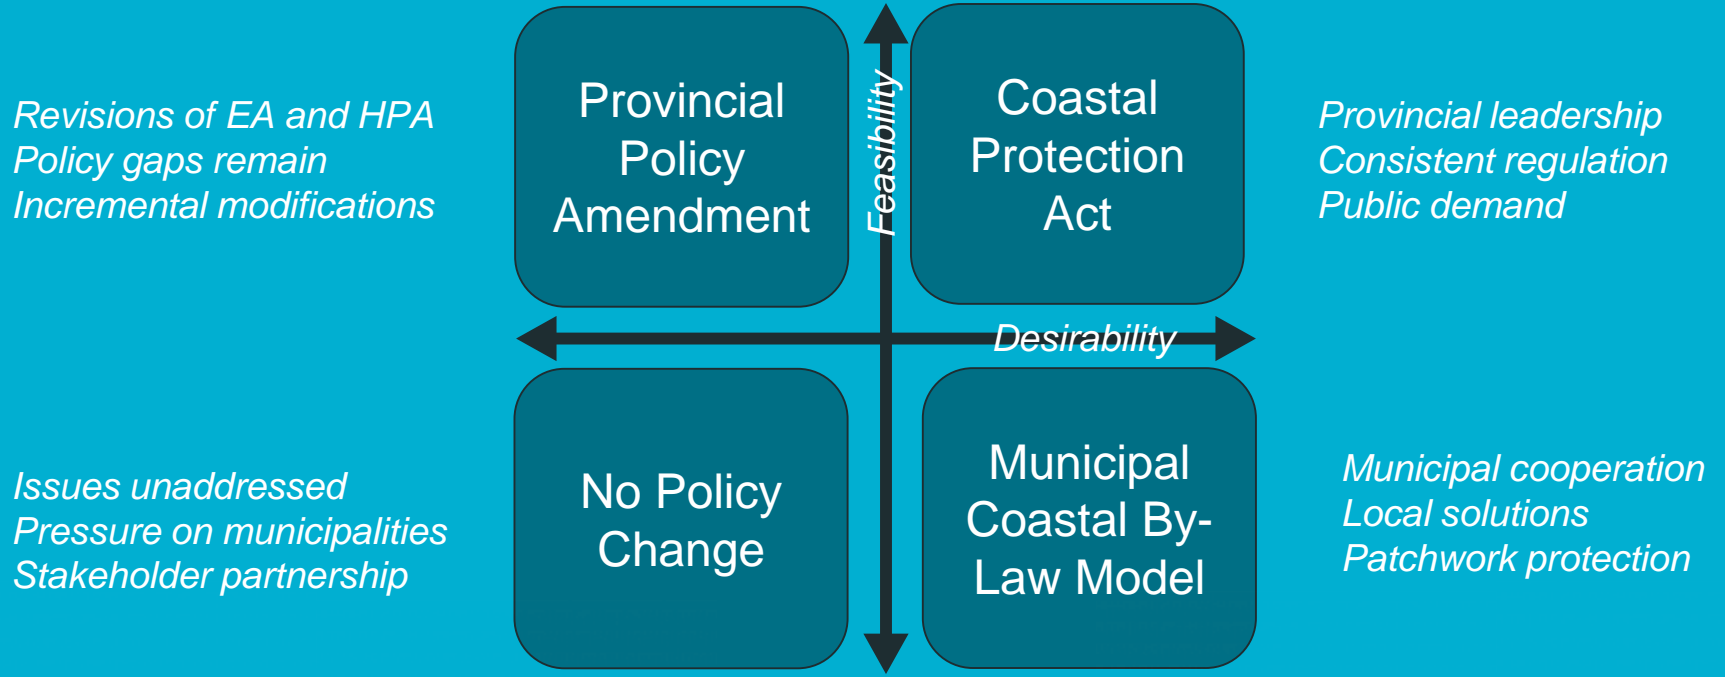 Revisions of EA and HPA
Policy gaps remain
Incremental modifications
Provincial
Policy
Amendment
Feasibility
Coastal
Protection
Act
Provincial leadership
Consistent regulation
Public demand
Desirability
Issues unaddressed
Pressure on municipalities
Stakeholder partnership
No Policy
Change
Municipal
Coastal By-
Law Model
Municipal cooperation
Local solutions
Patchwork protection